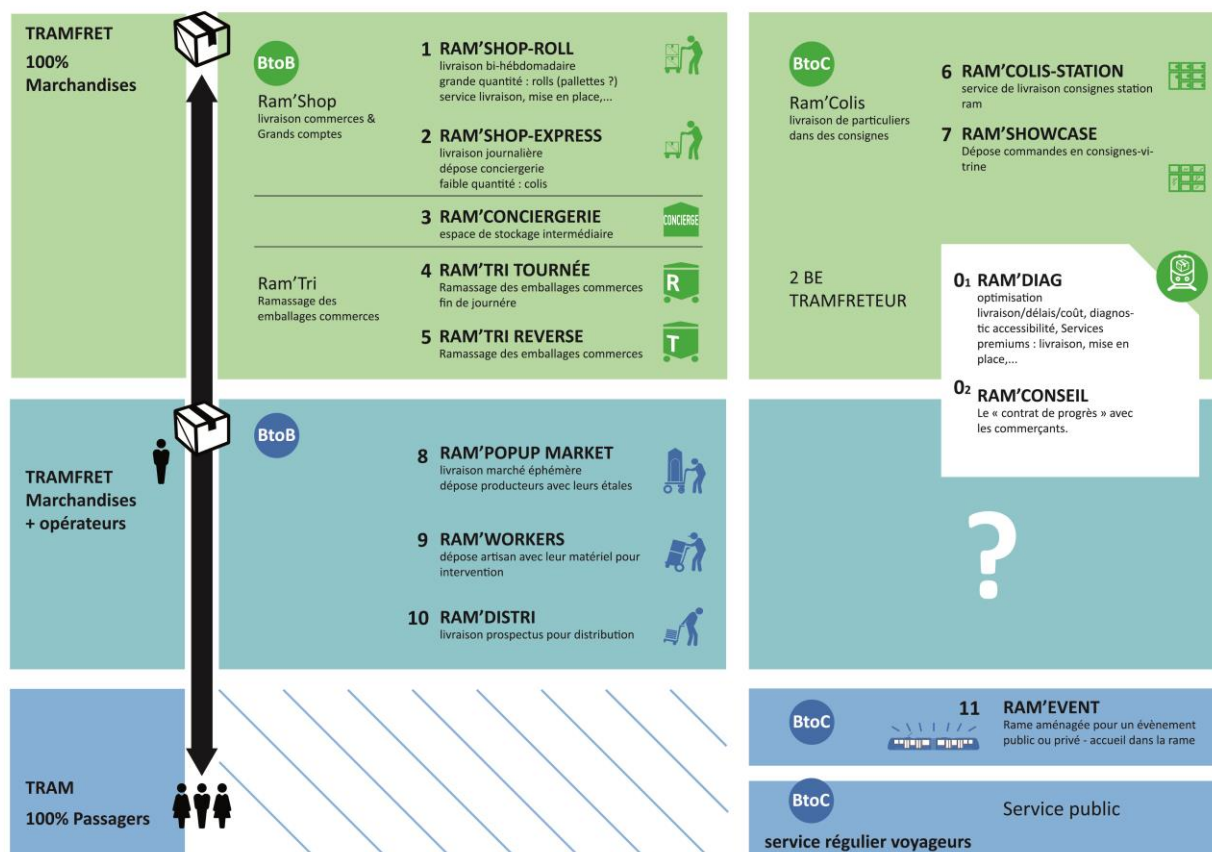 TRAMFRET
100%
Marchandises
BtoB
Ram'Shop
livraison commerces &
Grands comptes
1 RAM'SHOP-ROLL
livraison bi-hébdomadaire
grande quantité : rolls (pallettes ?)
service livraison, mise en place,...
2 RAM'SHOP-EXPRESS
livraison journalière
dépose conciergerie
faible quantité : colis
3 RAM'CONCIERGERIE
espace de stockage intermédiaire
CONCIERGE
Ram'Tri
Ramassage des
emballages commerces
4 RAM'TRI TOURNÉE
Ramassage des emballages commerces
fin de journére
R
5 RAM'TRI REVERSE
Ramassage des emballages commerces
T
BtoC
Ram'Colis
livraison de particuliers
dans des consignes
6 RAM'COLIS-STATION
service de livraison consignes station
ram
7 RAM'SHOWCASE
Dépose commandes en consignes-vi-
trine
2 BE
TRAMFRETEUR
01 RAM'DIAG
optimisation
livraison/délais/coût, diagnos-
tic accessibilité, Services
premiums : livraison, mise en
place,...
02 RAM'CONSEIL
Le « contrat de progrès » avec
les commerçants.
TRAMFRET
Marchandises
+ opérateurs
BtoB
8 RAM'POPUP MARKET
livraison marché éphémère
dépose producteurs avec leurs étales
9 RAM'WORKERS
dépose artisan avec leur matériel pour
intervention
10 RAM'DISTRI
livraison prospectus pour distribution
?
TRAM
100% Passagers
BtoC
11 RAM'EVENT
Rame aménagée pour un évènement
public ou privé - accueil dans la rame
BtoC
Service public
service régulier voyageurs